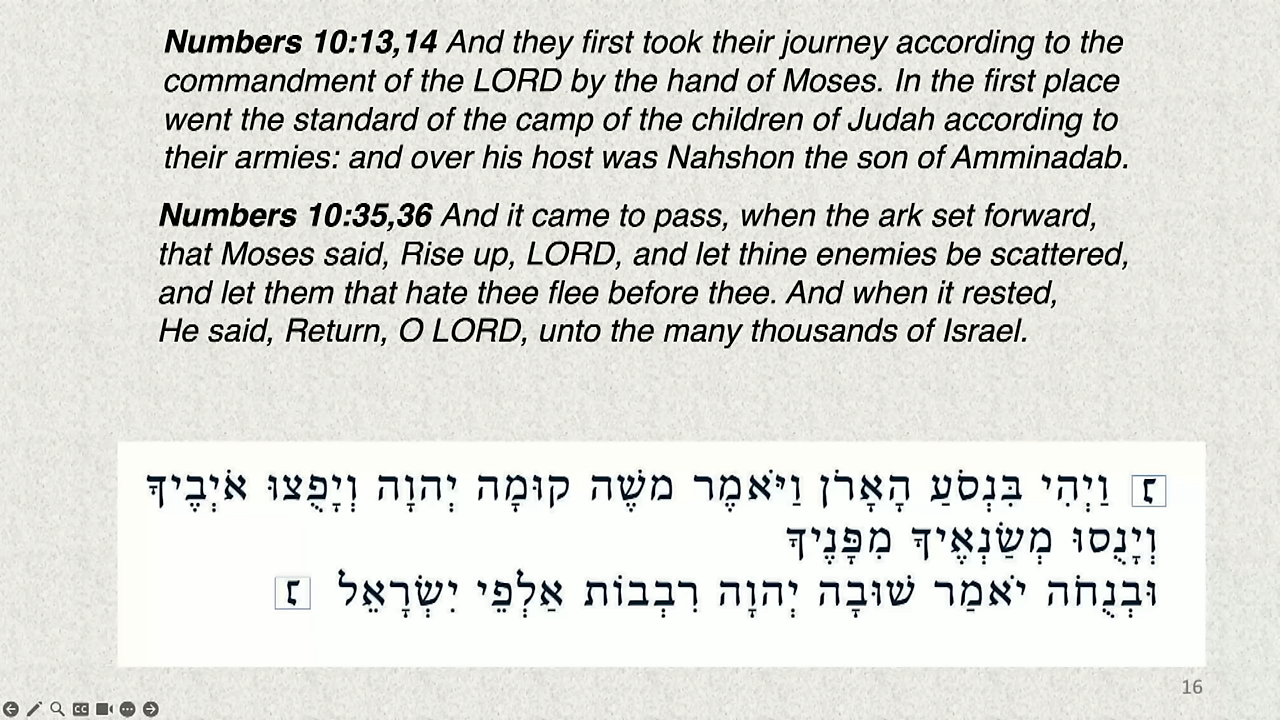 Numbers 10:13,14 And they first took their journey according to the
commandment of the LORD by the hand of Moses. In the first place
went the standard of the camp of the children of Judah according to
their armies: and over his host was Nahshon the son of Amminadab.
Numbers 10:35,36 And it came to pass, when the ark set forward,
that Moses said, Rise up, LORD, and let thine enemies be scattered,
and let them that hate thee flee before thee. And when it rested,
He said, Return, O LORD, unto the many thousands of Israel.
׆ וַיְהִי בִּנְסֹעַ הָאָרֹן וַיֹּאמֶר מֹשֶׁה קוּמָה יְהוָה וְיָפֻצוּ אֹיְבֶיךָ
וְיָנֻסוּ מְשַׂנְאֶיךָ מִפָּנֶיךָ
וּבְנֻחֹה יֹאמַר שׁוּבָה יְהוָה רִבְבוֹת אַלְפֵי יִשְׂרָאֵל ׆
16
CC